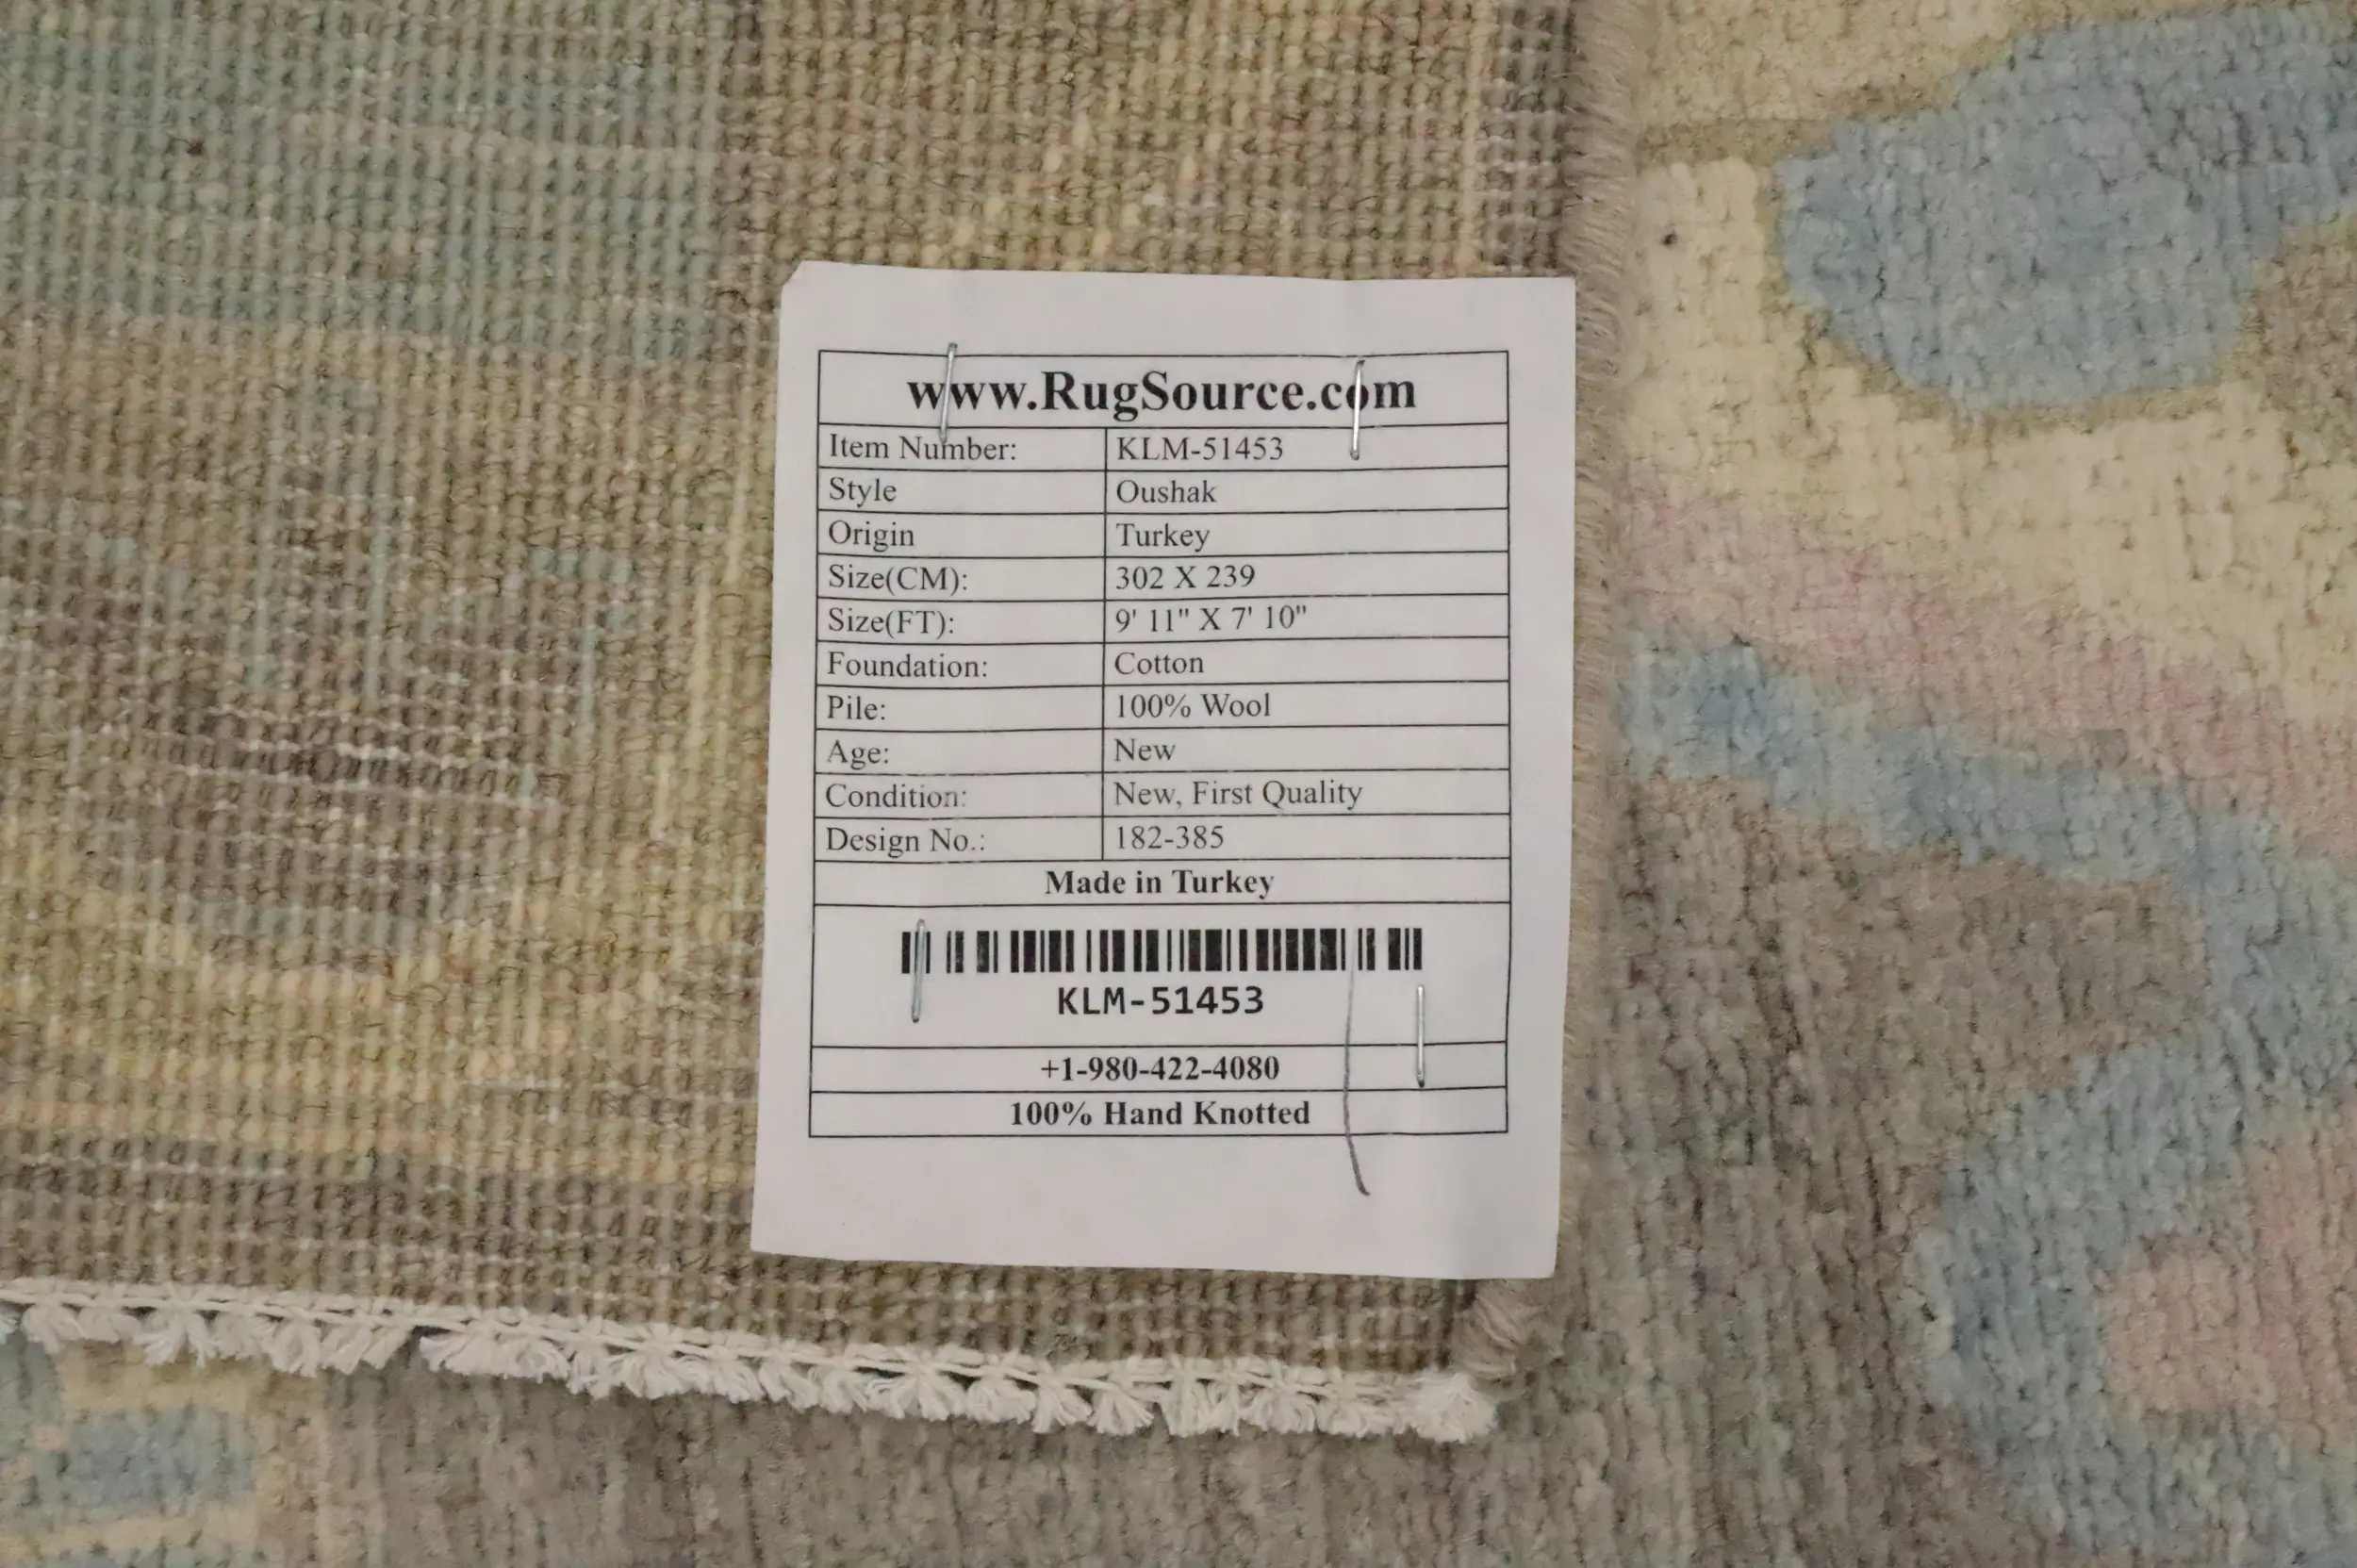 www.RugSource.com
Item Number: KLM-51453
Style Oushak
Origin Turkey
Size(CM): 302 X 239
Size(FT): 9' 11" X 7' 10"
Foundation: Cotton
Pile: 100% Wool
Age: New
Condition: New, First Quality
Design No.: 182-385
Made in Turkey
KLM-51453
+1-980-422-4080
100% Hand Knotted